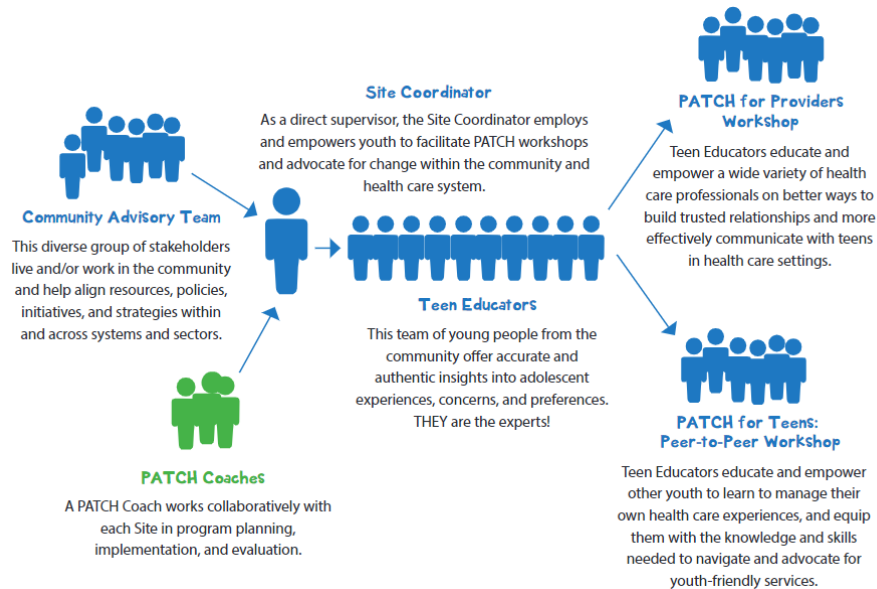 Site Coordinator
As a direct supervisor, the Site Coordinator employs
and empowers youth to facilitate PATCH workshops
and advocate for change within the community and
health care system.
Community Advisory Team
This diverse group of stakeholders
live and/or work in the community
and help align resources, policies,
initiatives, and strategies within
and across systems and sectors.
PATCH Coaches
A PATCH Coach works collaboratively with
each Site in program planning,
implementation, and evaluation.
Teen Educators
This team of young people from the
community offer accurate and
authentic insights into adolescent
experiences, concerns, and preferences.
THEY are the experts!
PATCH for Providers
Workshop
Teen Educators educate and
empower a wide variety of health
care professionals on better ways to
build trusted relationships and more
effectively communicate with teens
in health care settings.
PATCH for Teens:
Peer-to-Peer Workshop
Teen Educators educate and empower
other youth to learn to manage their
own health care experiences, and equip
them with the knowledge and skills
needed to navigate and advocate for
youth-friendly services.